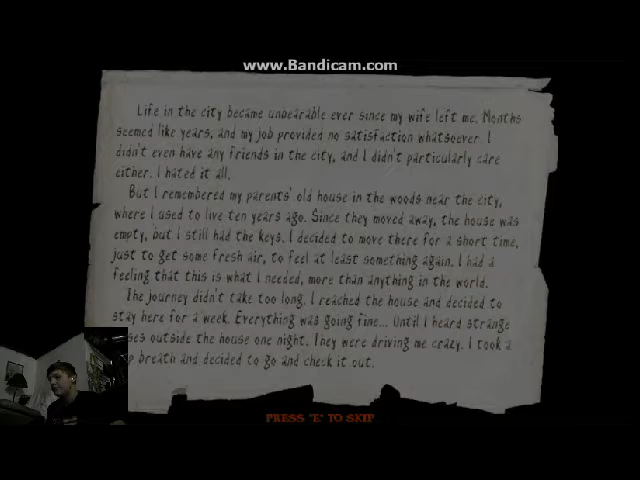 www.Bandicam.com
Life in the city became unbearable ever since my wife left me. Months
seemed like years, and my job provided no satisfaction whatsoever. I
didn't even have any friends in the city, and I didn't particularly care
either. I hated it all.
But I remembered my parents' old house in the woods near the city,
where I used to live ten years ago. Since they moved away, the house was
empty, but I still had the keys. I decided to move there for a short time,
just to get some fresh air, to feel at least something again. I had a
feeling that this is what I needed, more than anything in the world.
The journey didn't take too long. I reached the house and decided to
stay here for a week. Everything was going fine... Until I heard strange
outside the house one night. They were driving me crazy. I took a
breath and decided to go and check it out.
PRESS "E" TO SKIP